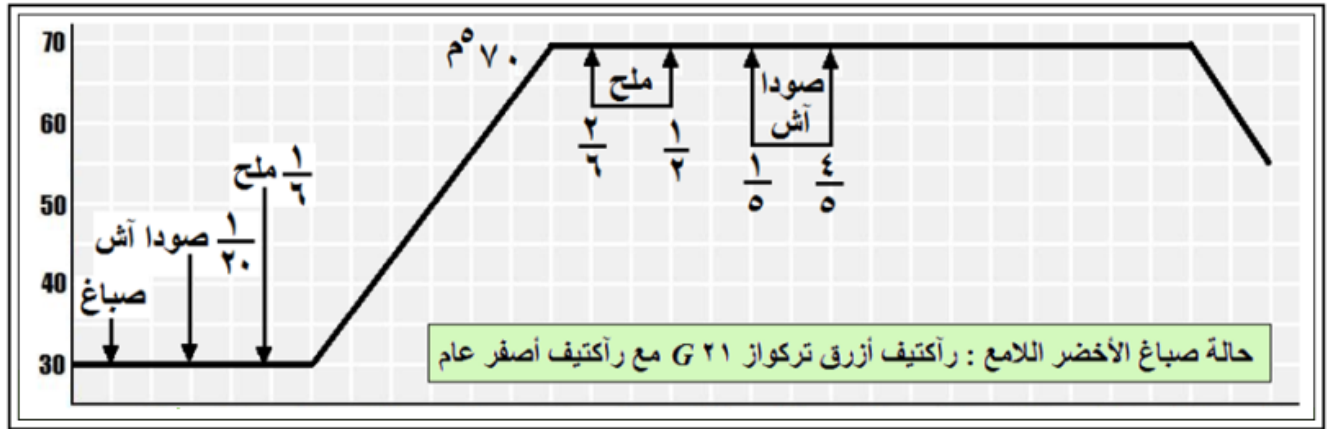 70
60
50
40
30
٧٠ °م
ملح
٢/٦
١/٢
صودا
آش
١/٥
٤/٥
١/٦ ملح
١/٢٠ صودا آش
صباغ
حالة صباغ الأخضر اللامع : رآكتيف أزرق تركواز G ٢١ مع رآكتيف أصفر عام